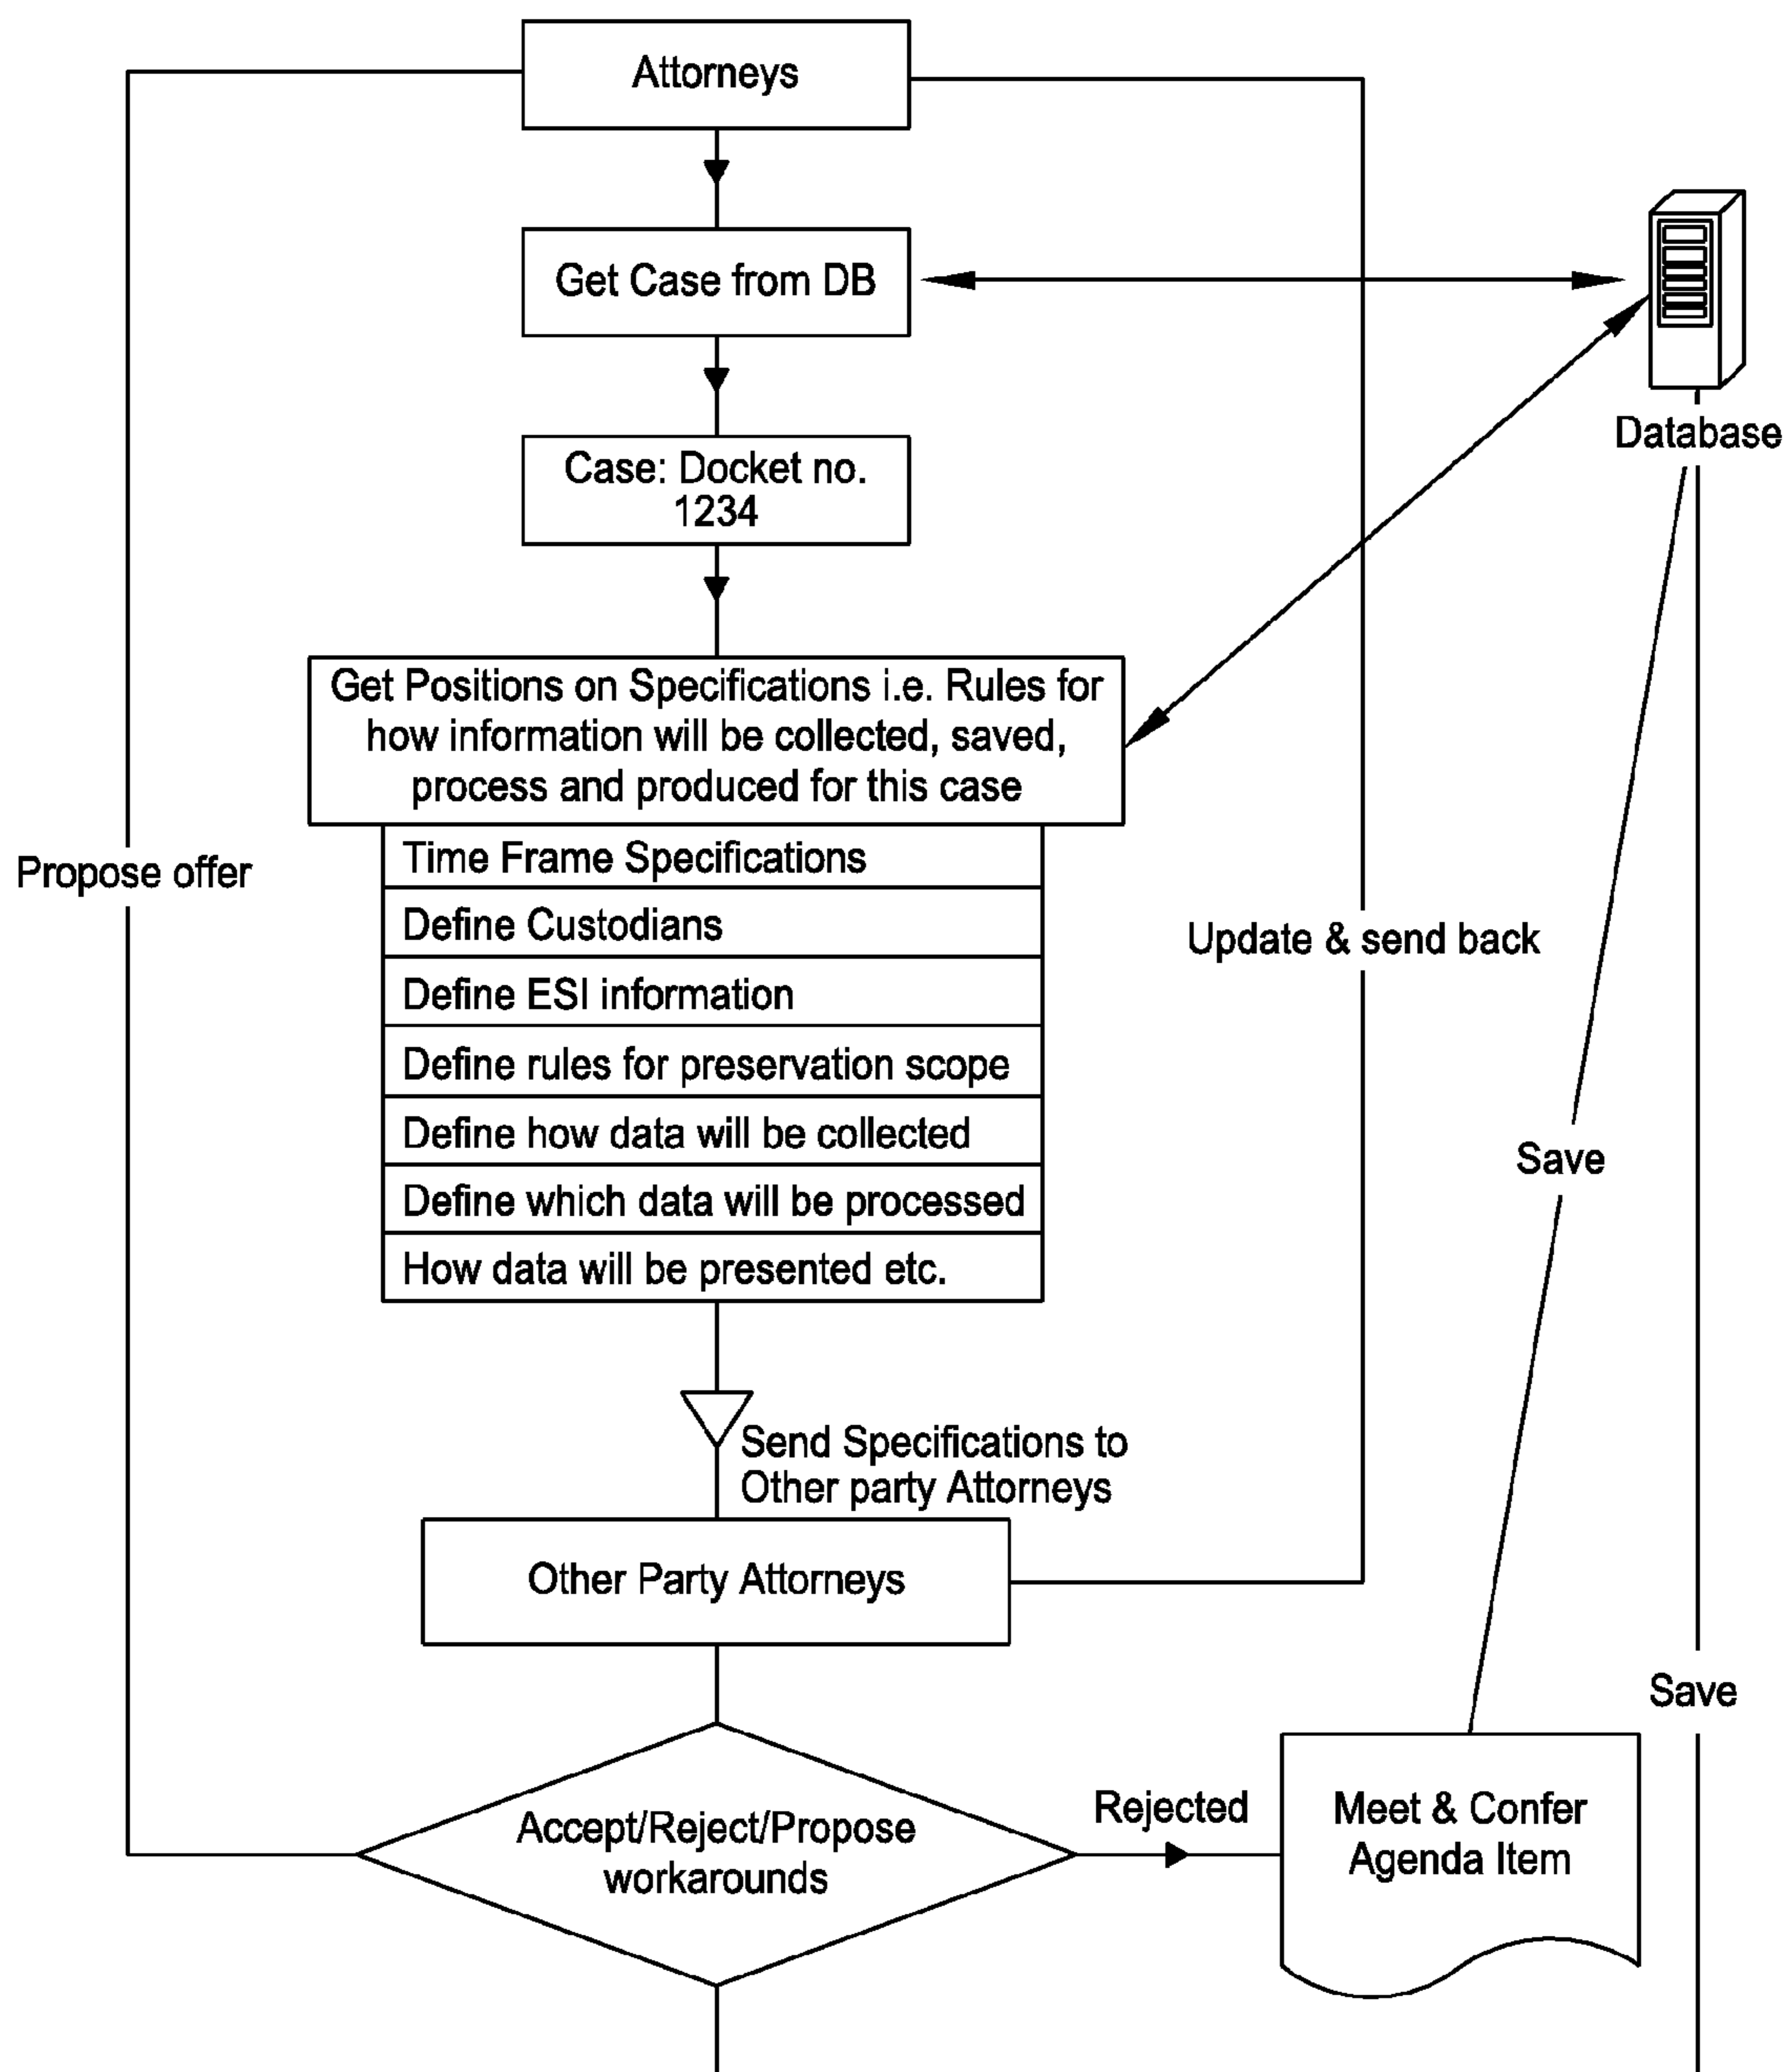 Attorneys
Get Case from DB
Database
Case: Docket no.
1234
Get Positions on Specifications i.e. Rules for
how information will be collected, saved,
process and produced for this case
Time Frame Specifications
Propose offer
Define Custodians
Update & send back
Define ESI information
Define rules for preservation scope
Define how data will be collected
Save
Define which data will be processed
How data will be presented etc.
Send Specifications to
Other party Attorneys
Other Party Attorneys
Save
Rejected
Accept/Reject/Propose
workarounds
Meet & Confer
Agenda Item